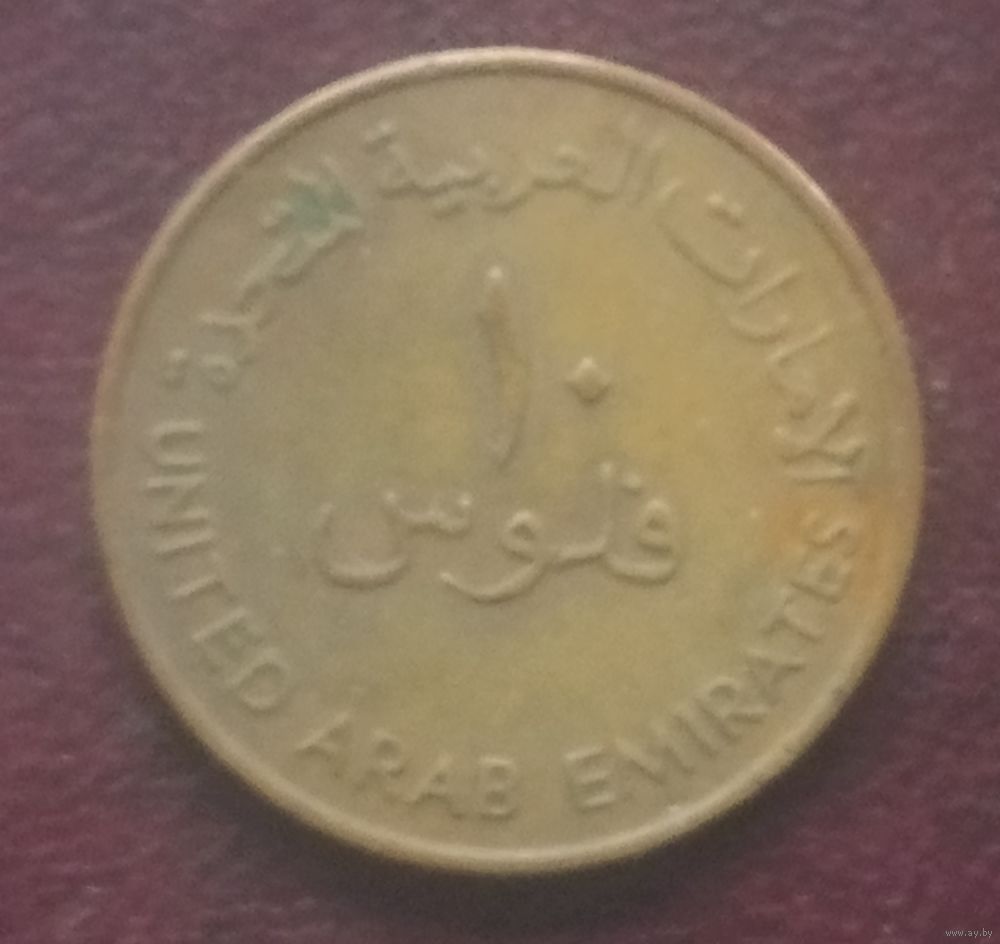 الامارات العربية المتحدة
١٠
فلوس
UNITED ARAB EMIRATES
www.ay.by